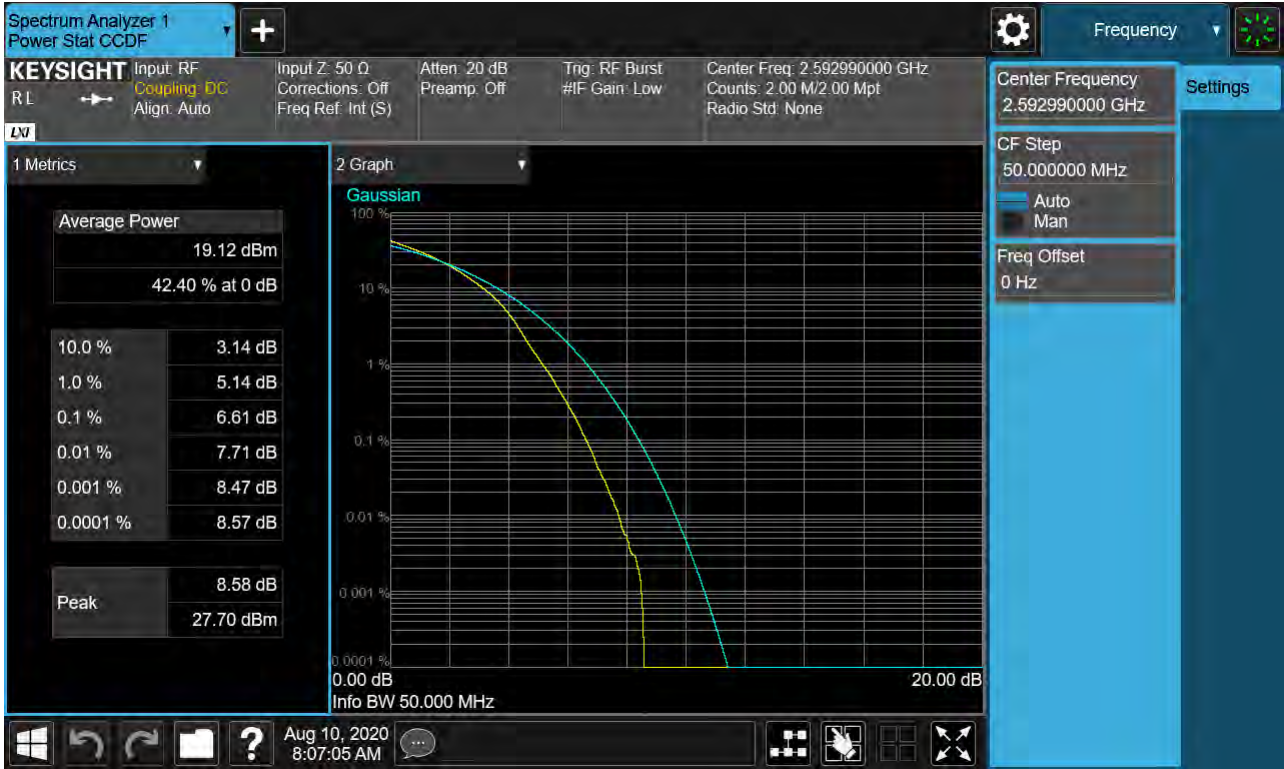 Spectrum Analyzer 1
Power Stat CCDF
Frequency
KEYSIGHT
R L
LXI
Input: RF
Coupling: DC
Align: Auto
Input Z: 50 Ω
Corrections: Off
Freq Ref: Int (S)
Atten: 20 dB
Preamp: Off
Trig: RF Burst
#IF Gain: Low
Center Freq: 2.592990000 GHz
Counts: 2.00 M/2.00 Mpt
Radio Std: None
Center Frequency
2.592990000 GHz
Settings
CF Step
50.000000 MHz
Auto
Man
Freq Offset
0 Hz
1 Metrics
Average Power
19.12 dBm
42.40 % at 0 dB
10.0 % 3.14 dB
1.0 % 5.14 dB
0.1 % 6.61 dB
0.01 % 7.71 dB
0.001 % 8.47 dB
0.0001 % 8.57 dB
Peak
8.58 dB
27.70 dBm
2 Graph
Gaussian
100 %
10 %
1 %
0.1 %
0.01 %
0.001 %
0.0001 %
0.00 dB 20.00 dB
Info BW 50.000 MHz
Aug 10, 2020
8:07:05 AM